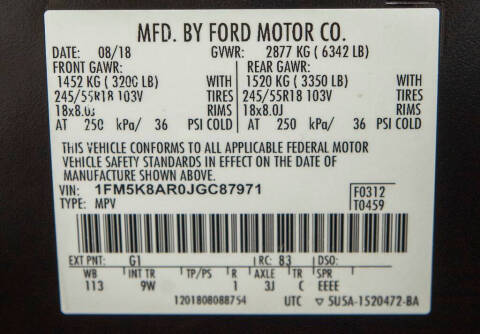 MFD. BY FORD MOTOR CO.
DATE: 08/18 GVWR: 2877 KG ( 6342 LB)
FRONT GAWR: REAR GAWR:
1452 KG ( 3200 LB) WITH 1520 KG ( 3350 LB) WITH
245/55R18 103V TIRES 245/55R18 103V TIRES
18x8.0J RIMS 18x8.0J RIMS
AT 250 kPa/ 36 PSI COLD AT 250 kPa/ 36 PSI COLD
THIS VEHICLE CONFORMS TO ALL APPLICABLE FEDERAL MOTOR
VEHICLE SAFETY STANDARDS IN EFFECT ON THE DATE OF
MANUFACTURE SHOWN ABOVE.
VIN: 1FM5K8AR0JGC87971 F0312
TYPE: MPV T0459
EXT PNT: G1 RC: 83 DSO:
WB INT TR TP/PS R AXLE TR SPR
113 9W 1 3J C EEEE
1201808088754 UTC ▽ 5U5A-1520472-BA